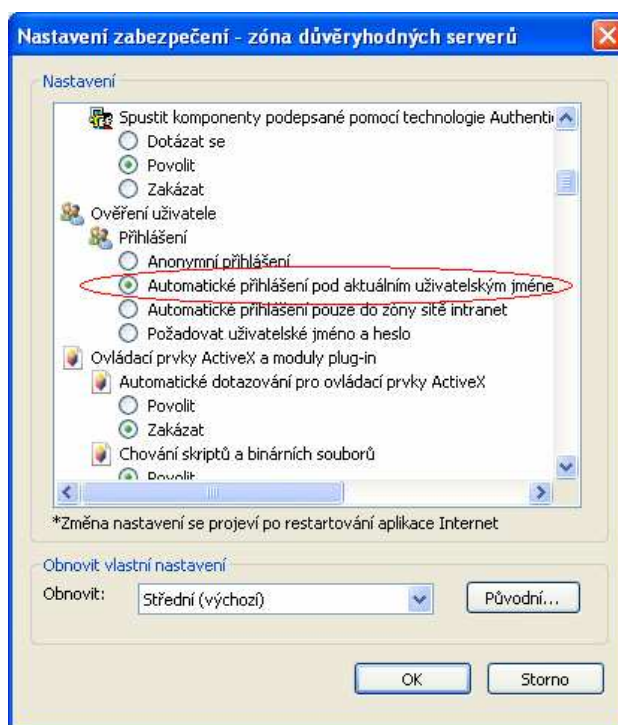 Nastavení zabezpečení - zóna důvěryhodných serverů
Nastavení
Spustit komponenty podepsané pomocí technologie Authenti
Dotázat se
Povolit
Zakázat
Ověření uživatele
Přihlášení
Anonymní přihlášení
Automatické přihlášení pod aktuálním uživatelským jméne
Automatické přihlášení pouze do zóny sítě intranet
Požadovat uživatelské jméno a heslo
Ovládací prvky ActiveX a moduly plug-in
Automatické dotazování pro ovládací prvky ActiveX
Povolit
Zakázat
Chování skriptů a binárních souborů
Povolit
*Změna nastavení se projeví po restartování aplikace Internet
Obnovit vlastní nastavení
Obnovit: Střední (výchozí) Původní...
OK Storno